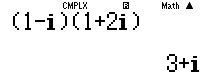 CMPLX R Math ▲
(1-i)(1+2i)
3+i